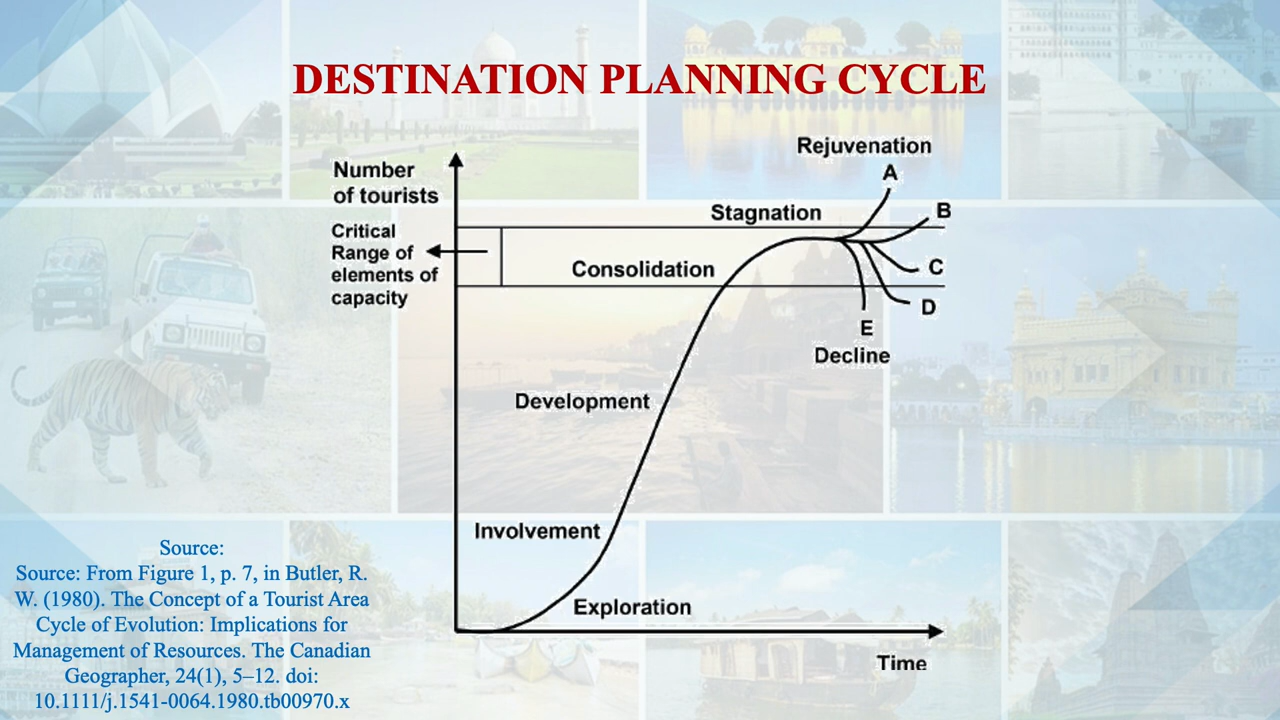 DESTINATION PLANNING CYCLE
Number
of tourists
Critical
Range of
elements of
capacity
Rejuvenation
A
Stagnation
B
Consolidation
C
D
E
Decline
Development
Involvement
Exploration
Time
Source:
Source: From Figure 1, p. 7, in Butler, R.
W. (1980). The Concept of a Tourist Area
Cycle of Evolution: Implications for
Management of Resources. The Canadian
Geographer, 24(1), 5–12. doi:
10.1111/j.1541-0064.1980.tb00970.x